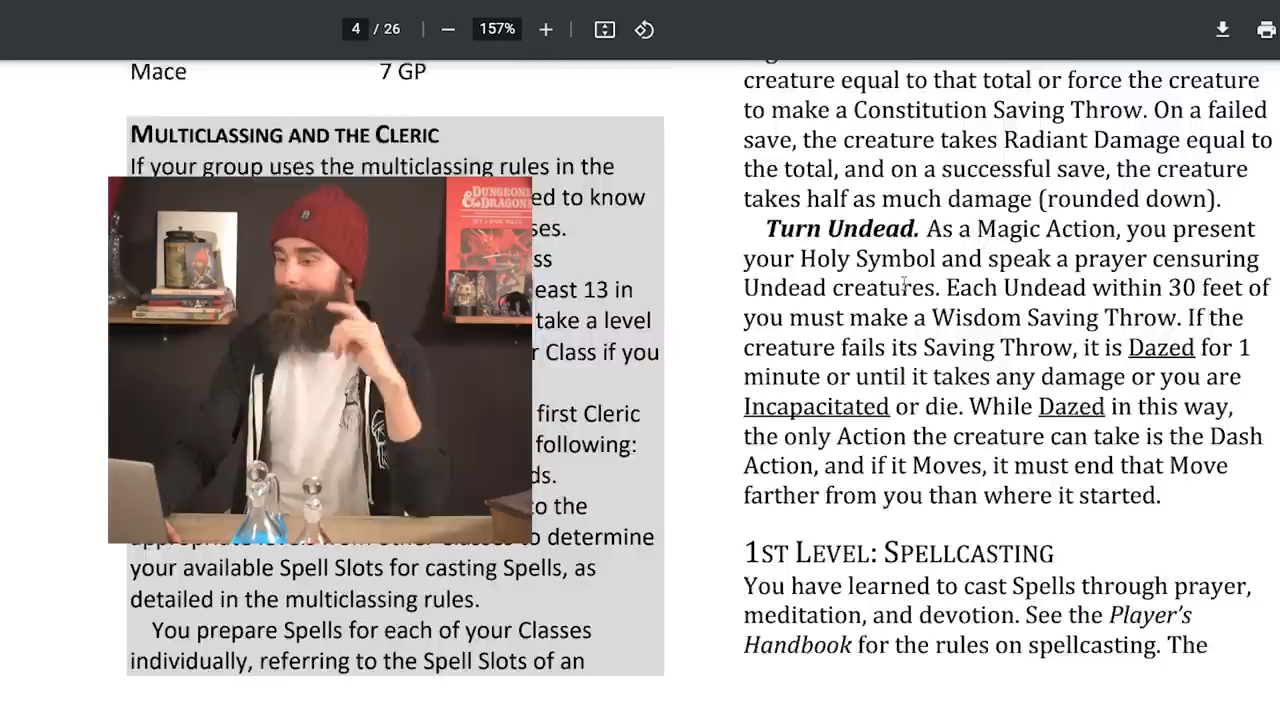 4 / 26
157%
Mace 7 GP
MULTICLASSING AND THE CLERIC
If your group uses the multiclassing rules in the
ed to know
ses.
ss
east 13 in
take a level
r Class if you
first Cleric
following:
ds.
to the
to determine
your available Spell Slots for casting Spells, as
detailed in the multiclassing rules.
You prepare Spells for each of your Classes
individually, referring to the Spell Slots of an
DUNGEONS
& DRAGONS
creature equal to that total or force the creature
to make a Constitution Saving Throw. On a failed
save, the creature takes Radiant Damage equal to
the total, and on a successful save, the creature
takes half as much damage (rounded down).
Turn Undead. As a Magic Action, you present
your Holy Symbol and speak a prayer censuring
Undead creatures. Each Undead within 30 feet of
you must make a Wisdom Saving Throw. If the
creature fails its Saving Throw, it is Dazed for 1
minute or until it takes any damage or you are
Incapacitated or die. While Dazed in this way,
the only Action the creature can take is the Dash
Action, and if it Moves, it must end that Move
farther from you than where it started.
1ST LEVEL: SPELLCASTING
You have learned to cast Spells through prayer,
meditation, and devotion. See the Player's
Handbook for the rules on spellcasting. The